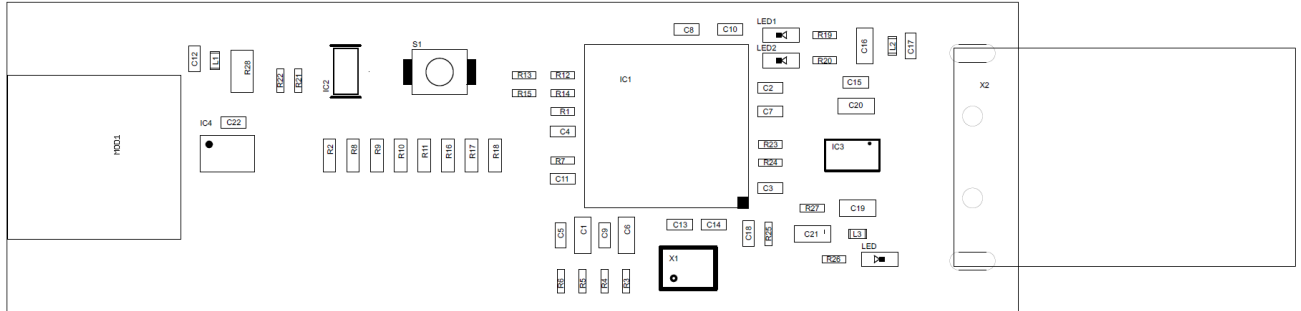 LED1
C8
C10
R19
S1
LED2
C16
L2
C17
C12
L1
R28
R20
R22
R21
IC2
R13
R12
IC1
C2
C15
X2
R15
R14
C20
R1
C7
IC4
C22
C4
MOD1
R2
R8
R9
R10
R11
R16
R17
R18
R7
R23
IC3
R24
C11
C3
R27
C19
C5
C1
C9
C6
C13
C14
C18
R25
C21
L3
LED
X1
R26
R6
R5
R4
R3